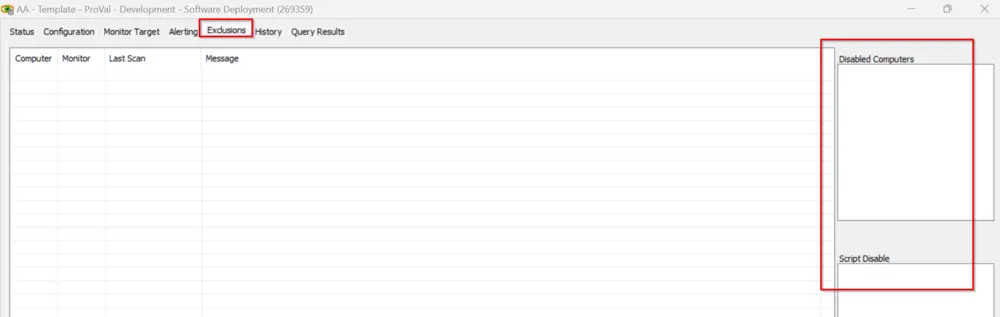 AA - Template - ProVal - Development - Software Deployment (269359)
Status Configuration Monitor Target Alerting Exclusions History Query Results
Computer Monitor Last Scan Message
Disabled Computers
Script Disable